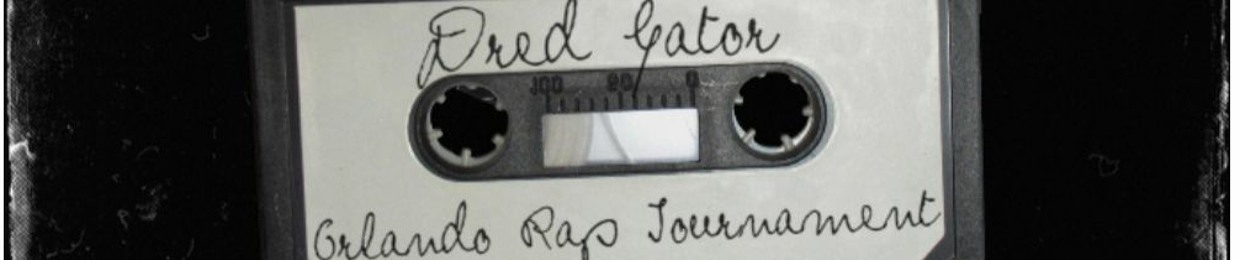 Dred Gator
100 50 0
Orlando Rap Tournament